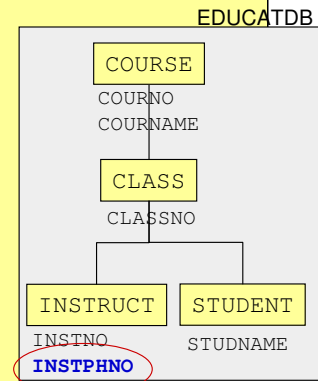 EDUCATDB
COURSE
COURNO
COURNAME
CLASS
CLASSNO
INSTRUCT
STUDENT
INSTNO
STUDNAME
INSTPHNO